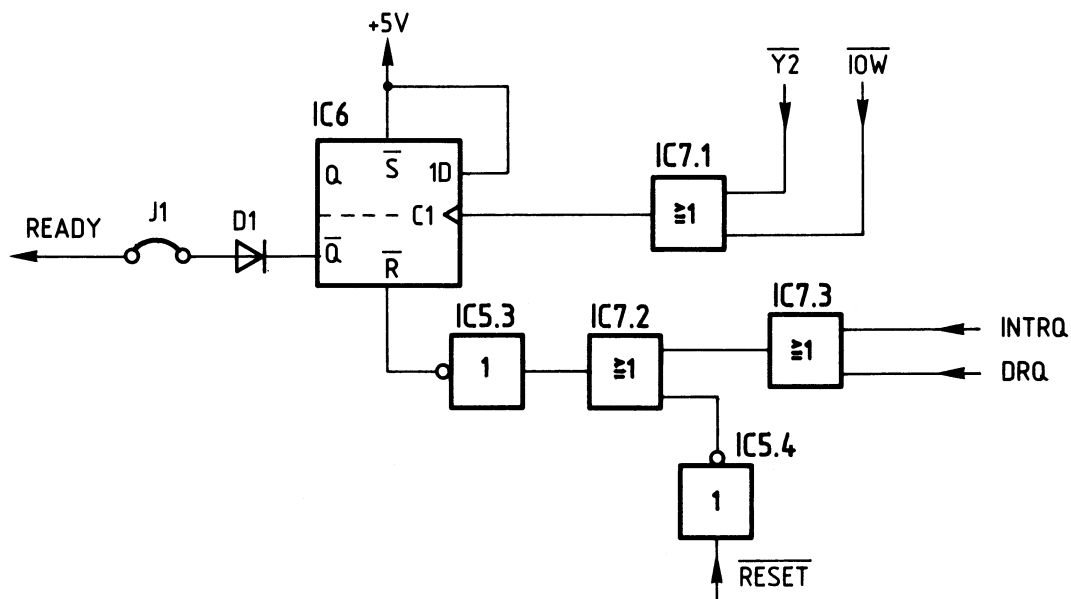 +5V
Y2
IOW
IC6
S
Q
1D
IC7.1
C1
≥1
READY
J1
D1
Q
R
IC5.3
IC7.2
IC7.3
INTRQ
1
≥1
≥1
DRQ
IC5.4
1
RESET